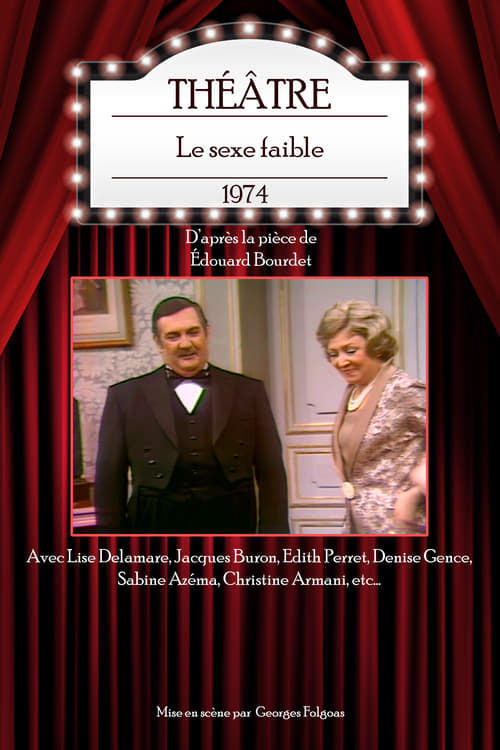 THÉÂTRE
Le sexe faible
1974
D'après la pièce de
Édouard Bourdet
Avec Lise Delamare, Jacques Buron, Edith Perret, Denise Gence,
Sabine Azéma, Christine Armani, etc...
Mise en scène par Georges Folgoas